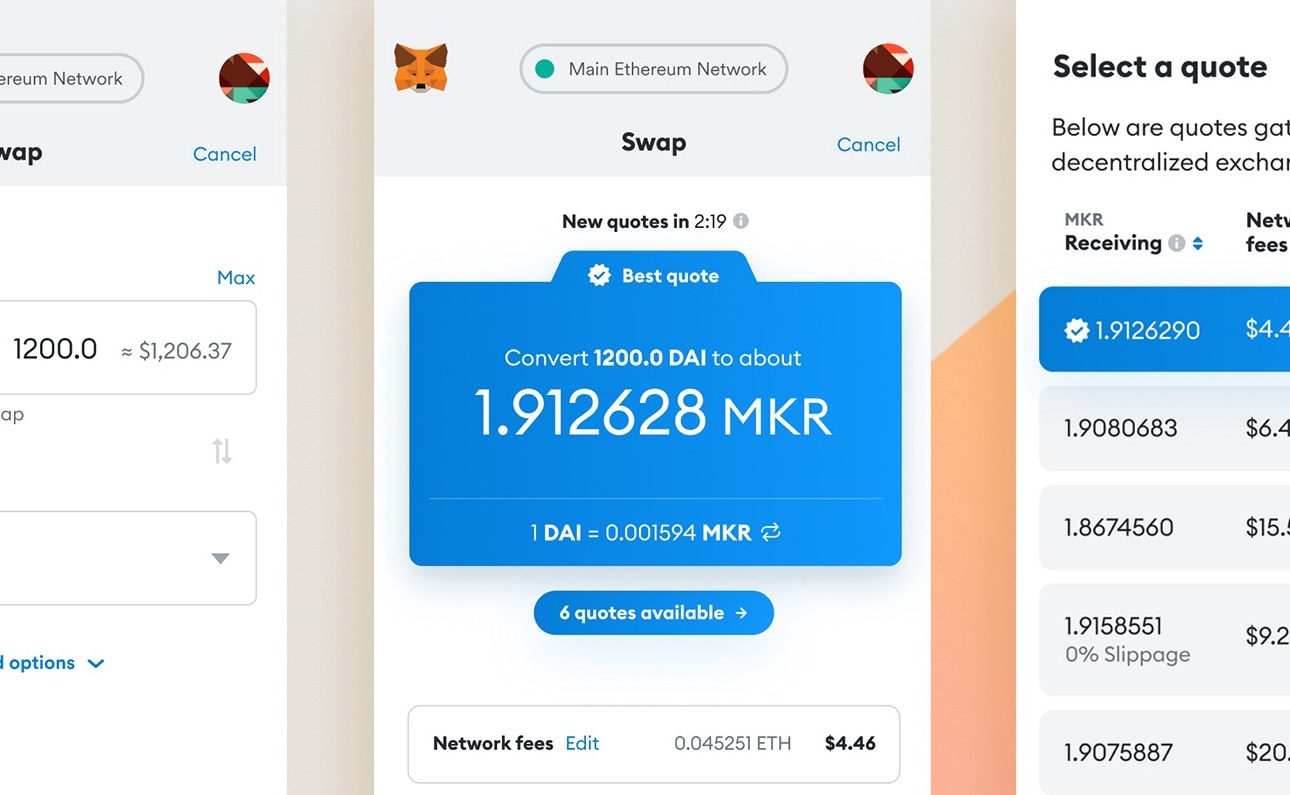 ereum Network
wap
Cancel
Max
1200.0 ≈ $1,206.37
ap
d options
Main Ethereum Network
Swap
Cancel
New quotes in 2:19
Best quote
Convert 1200.0 DAI to about
1.912628 MKR
1 DAI = 0.001594 MKR
6 quotes available →
Network fees Edit 0.045251 ETH $4.46
Select a quote
Below are quotes gat
decentralized exchan
MKR
Receiving
Netw
fees
1.9126290 $4.4
1.9080683 $6.4
1.8674560 $15.5
1.9158551
0% Slippage
$9.2
1.9075887 $20.